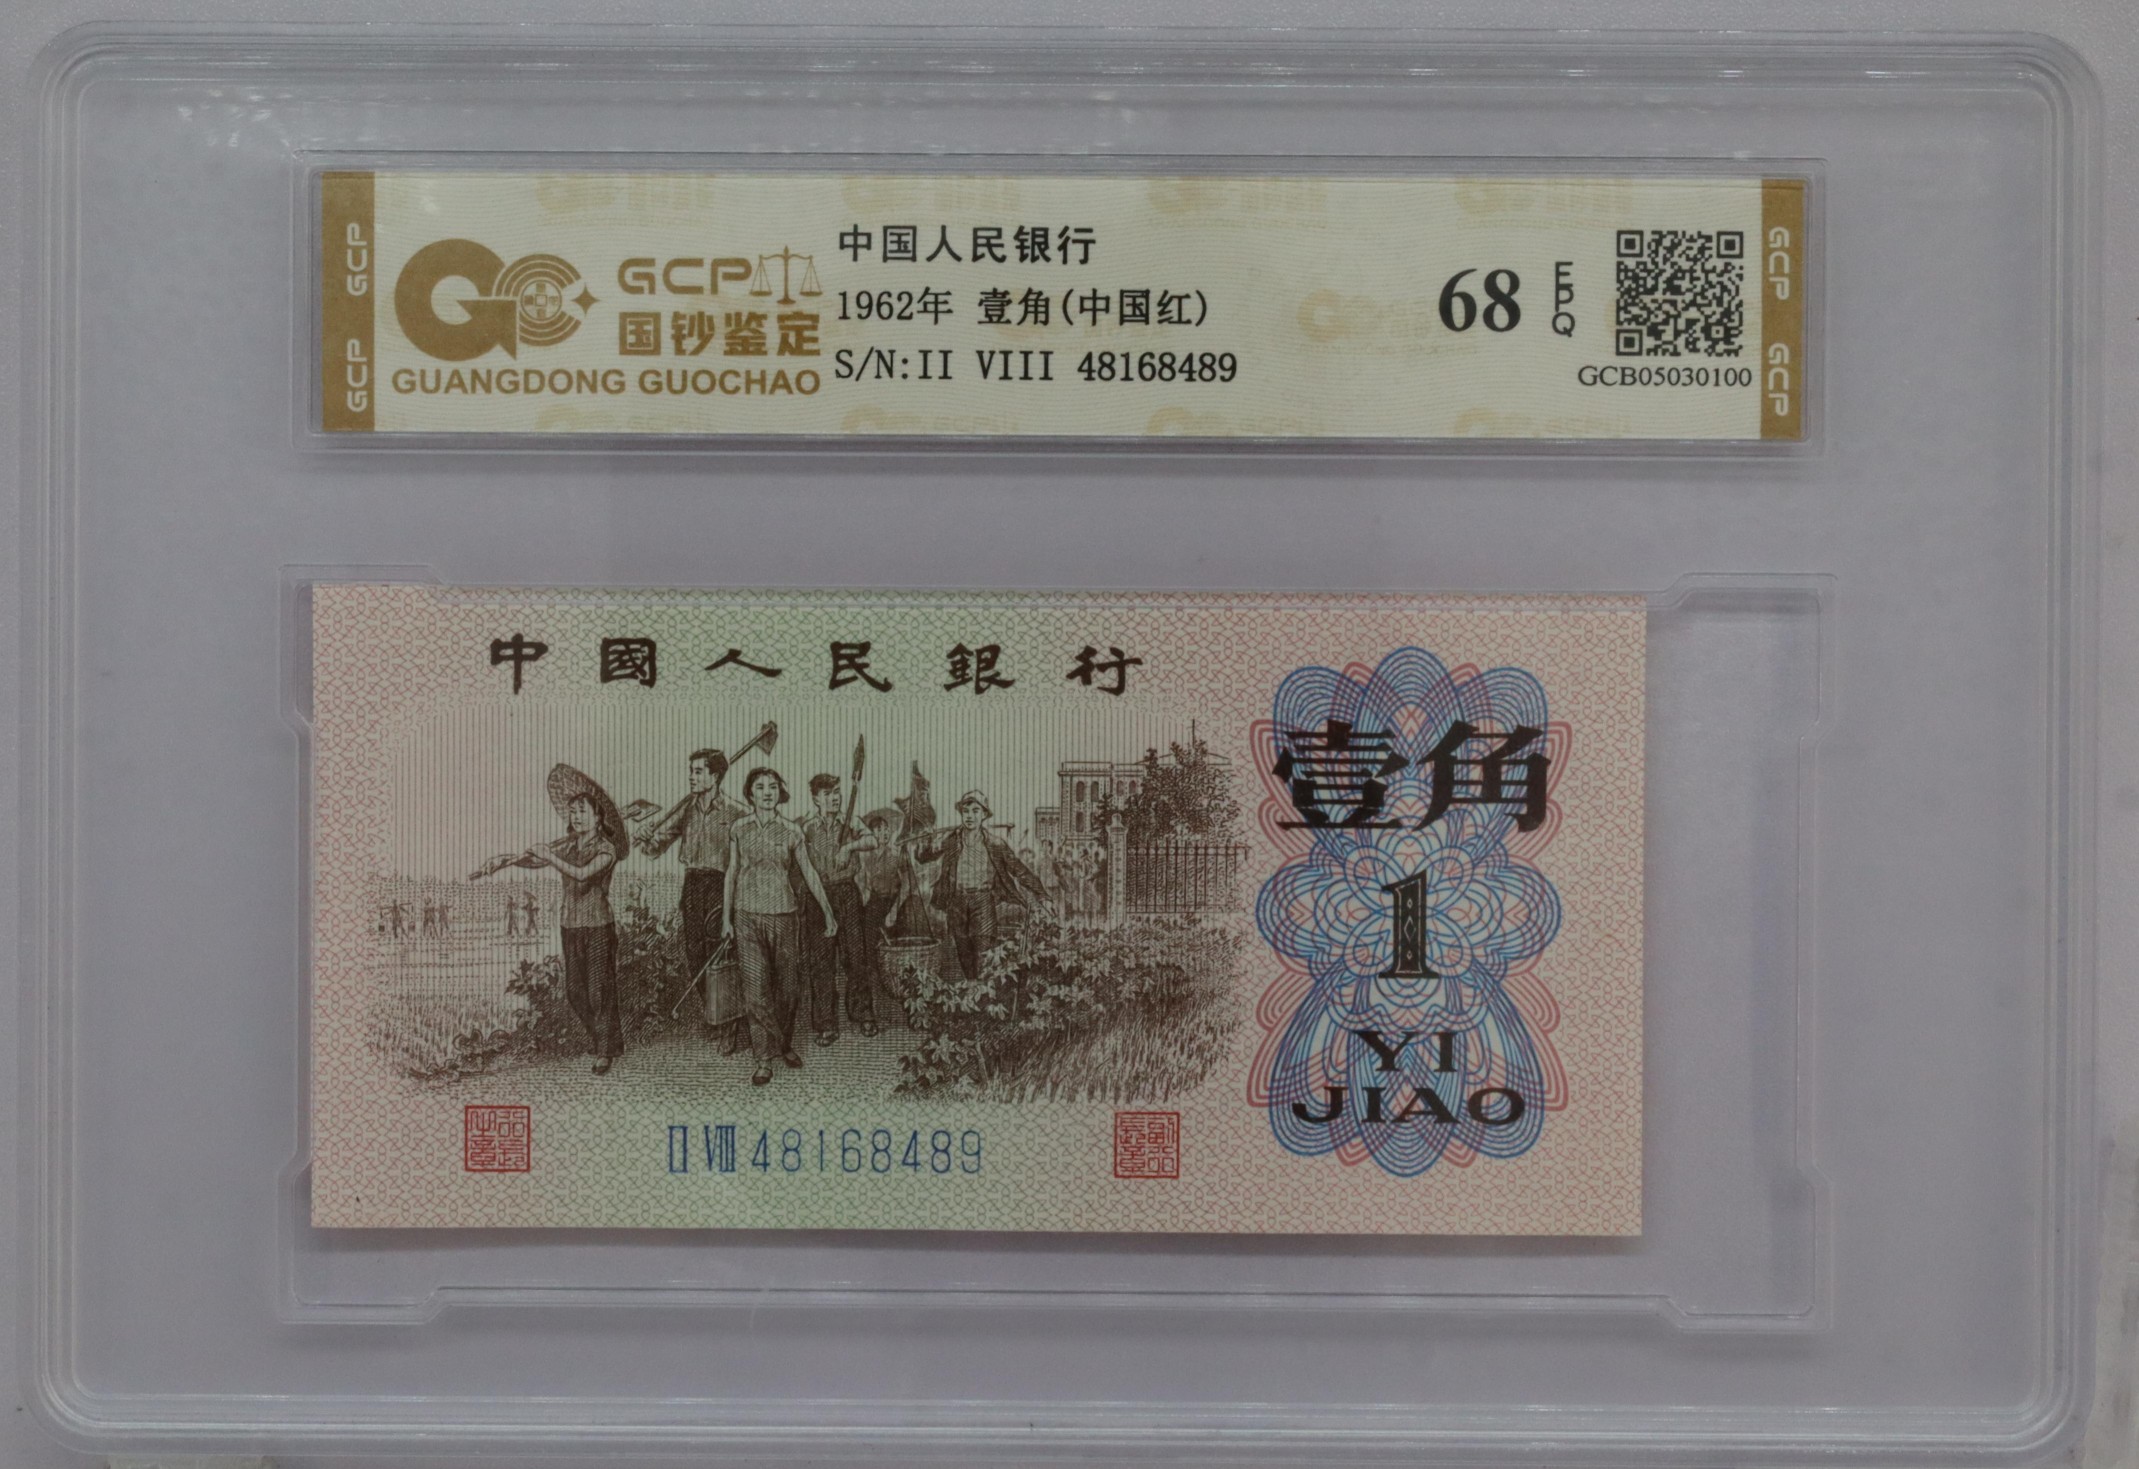 GCP
GCP
GCP
国钞鉴定
GUANGDONG GUOCHAO
中国人民银行
1962年 壹角(中国红)
S/N:II VIII 48168489
68
EPQ
GCB05030100
GCP
GCP
中國人民銀行
壹角
1
YI
JIAO
II VIII 48168489